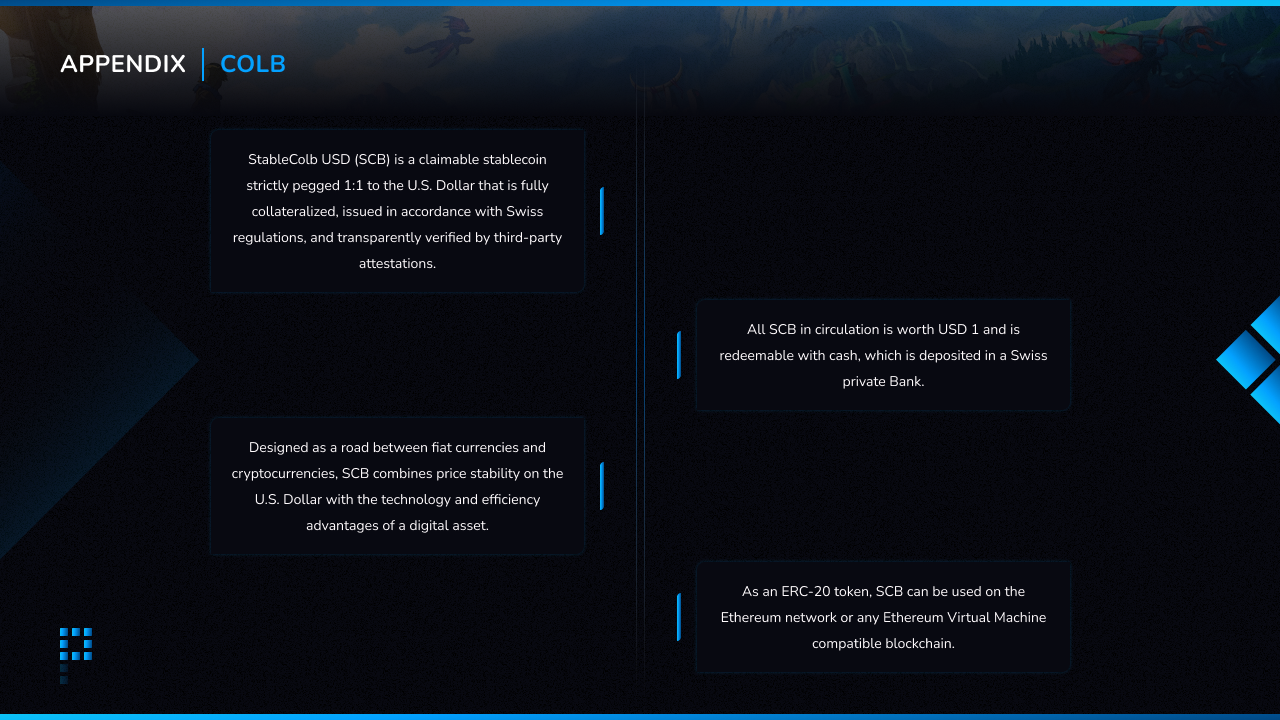 APPENDIX COLB
StableColb USD (SCB) is a claimable stablecoin
strictly pegged 1:1 to the U.S. Dollar that is fully
collateralized, issued in accordance with Swiss
regulations, and transparently verified by third-party
attestations.
All SCB in circulation is worth USD 1 and is
redeemable with cash, which is deposited in a Swiss
private Bank.
Designed as a road between fiat currencies and
cryptocurrencies, SCB combines price stability on the
U.S. Dollar with the technology and efficiency
advantages of a digital asset.
As an ERC-20 token, SCB can be used on the
Ethereum network or any Ethereum Virtual Machine
compatible blockchain.